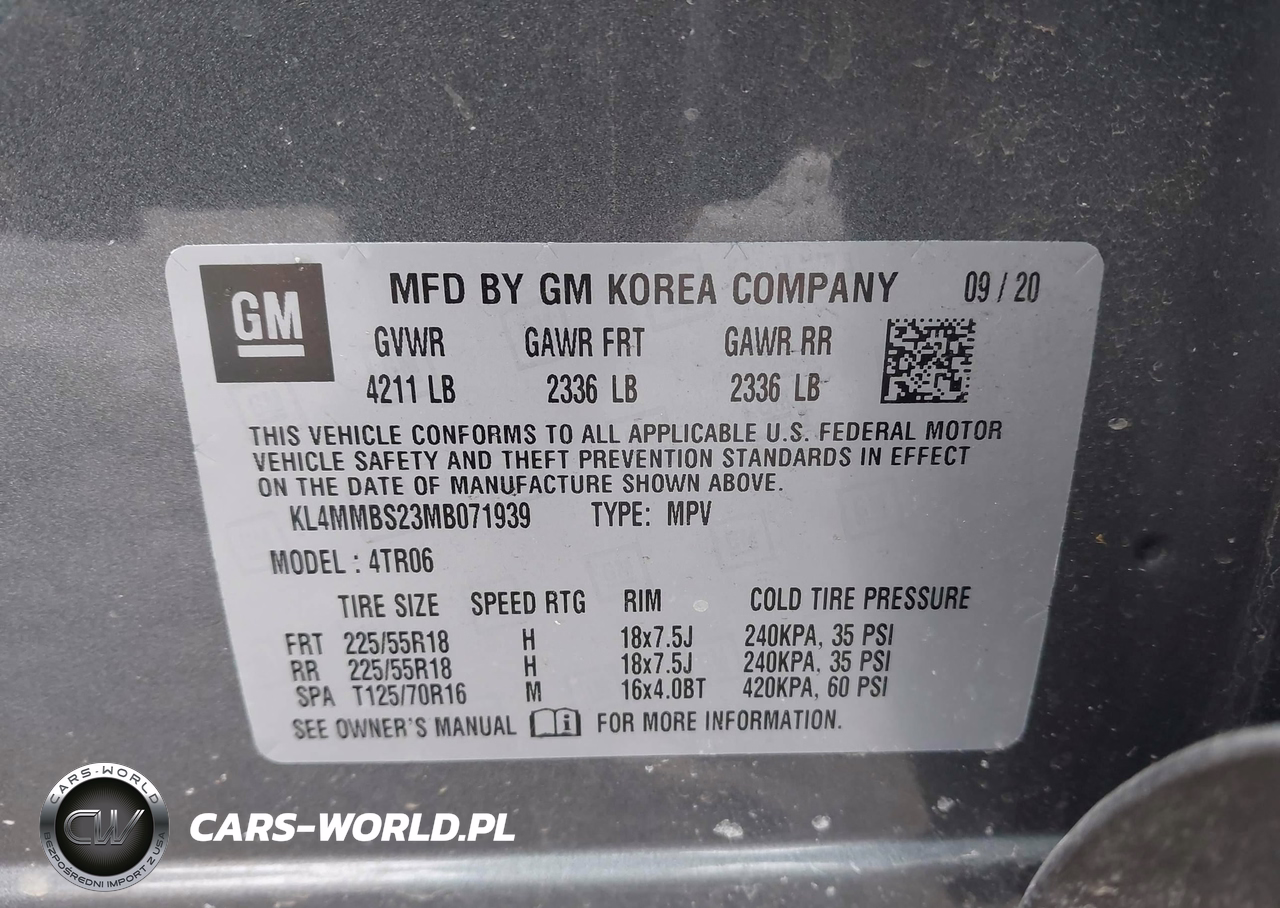 GM
MFD BY GM KOREA COMPANY 09 / 20
GVWR GAWR FRT GAWR RR
4211 LB 2336 LB 2336 LB
THIS VEHICLE CONFORMS TO ALL APPLICABLE U.S. FEDERAL MOTOR
VEHICLE SAFETY AND THEFT PREVENTION STANDARDS IN EFFECT
ON THE DATE OF MANUFACTURE SHOWN ABOVE.
KL4MMBS23MB071939 TYPE: MPV
MODEL : 4TR06
TIRE SIZE SPEED RTG RIM COLD TIRE PRESSURE
FRT 225/55R18 H 18x7.5J 240KPA, 35 PSI
RR 225/55R18 H 18x7.5J 240KPA. 35 PSI
SPA T125/70R16 M 16x4.0BT 420KPA, 60 PSI
SEE OWNER'S MANUAL i FOR MORE INFORMATION.
CARS-WORLD
CW
BEZPOŚREDNI IMPORT Z USA
CARS-WORLD.PL